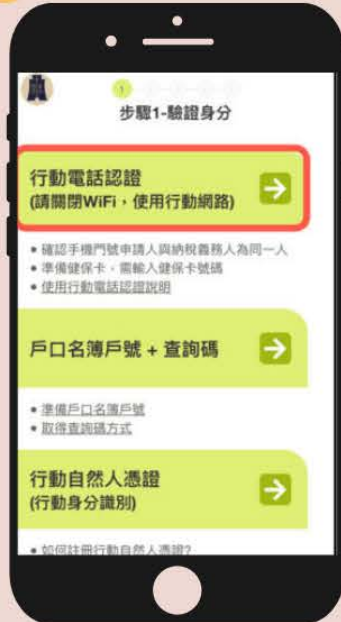 1
步驟1-驗證身分
行動電話認證
(請關閉WiFi,使用行動網路)
• 確認手機門號申請人與納稅義務人為同一人
• 準備健保卡,需輸入健保卡號碼
• 使用行動電話認證說明
戶口名簿戶號 + 查詢碼
• 準備戶口名簿戶號
• 取得查詢碼方式
行動自然人憑證
(行動身分識別)
• 如何註冊行動自然人憑證?